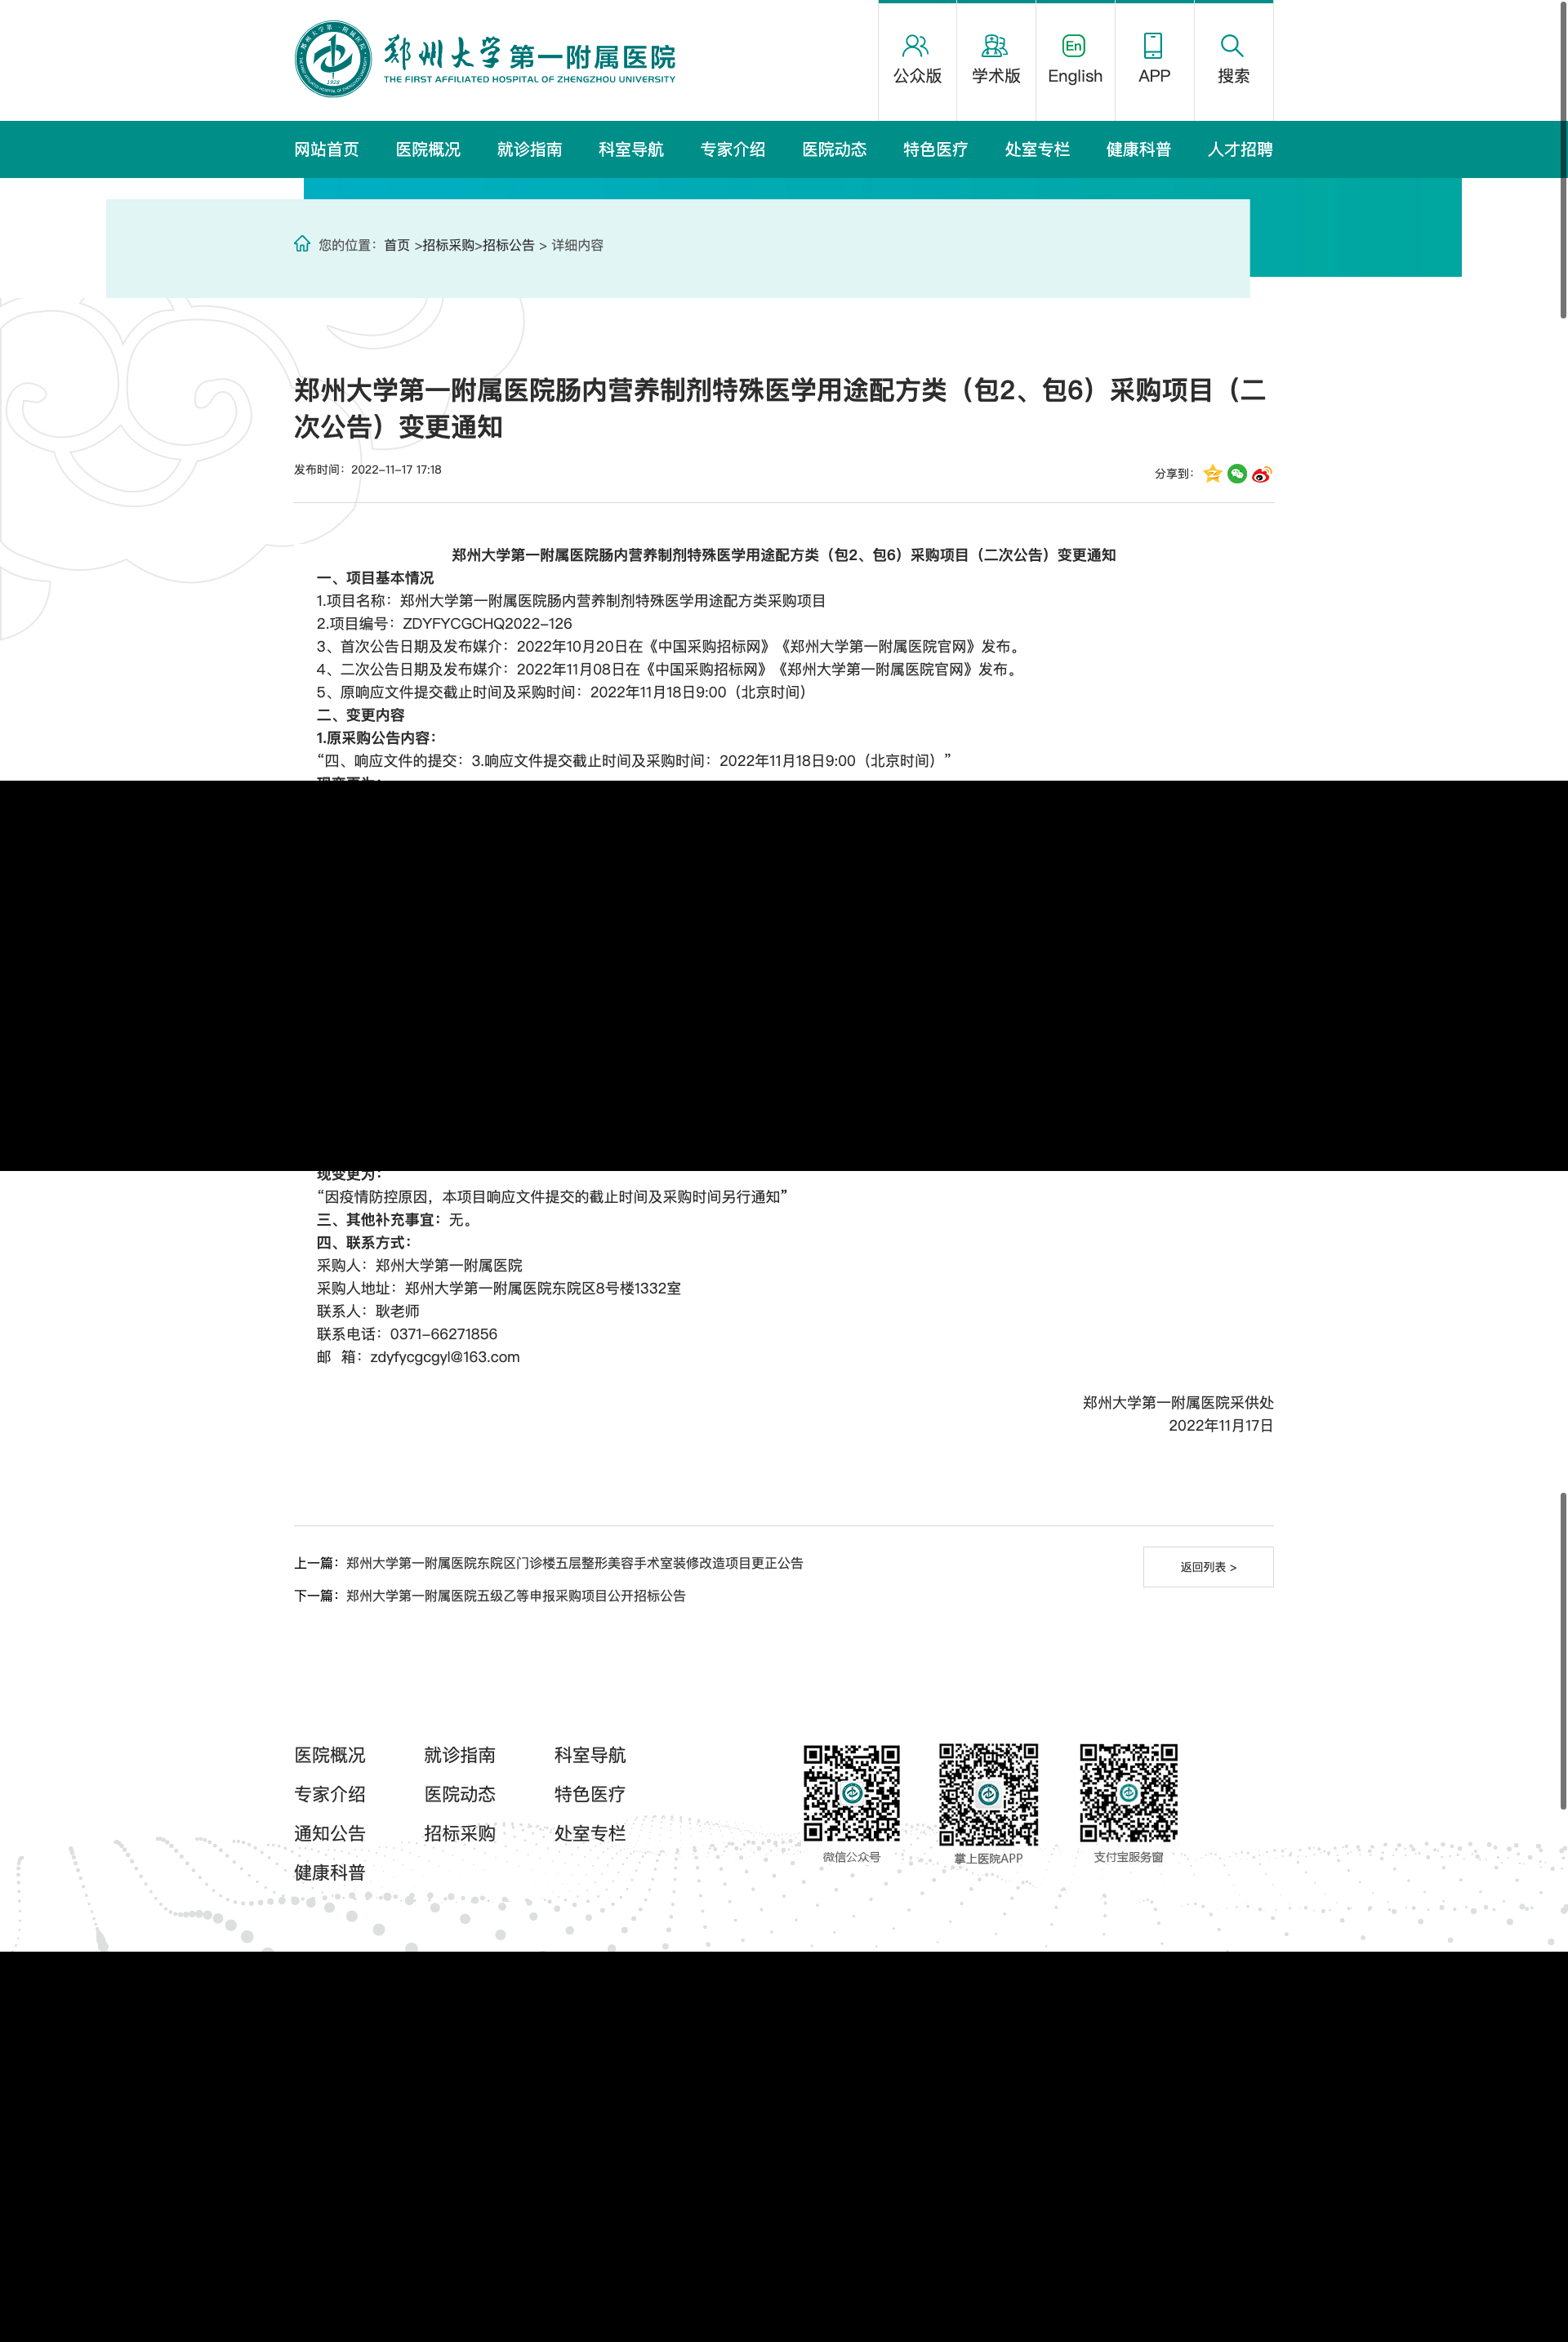 郑州大学第一附属医院
THE FIRST AFFILIATED HOSPITAL OF ZHENGZHOU UNIVERSITY
公众版
学术版
En
English
APP
搜索
网站首页 医院概况 就诊指南 科室导航 专家介绍 医院动态 特色医疗 处室专栏 健康科普 人才招聘
您的位置：首页 >招标采购>招标公告 > 详细内容
郑州大学第一附属医院肠内营养制剂特殊医学用途配方类（包2、包6）采购项目（二
次公告）变更通知
发布时间：2022-11-17 17:18
分享到：
郑州大学第一附属医院肠内营养制剂特殊医学用途配方类（包2、包6）采购项目（二次公告）变更通知
一、项目基本情况
1.项目名称：郑州大学第一附属医院肠内营养制剂特殊医学用途配方类采购项目
2.项目编号：ZDYFYCGCHQ2022-126
3、首次公告日期及发布媒介：2022年10月20日在《中国采购招标网》《郑州大学第一附属医院官网》发布。
4、二次公告日期及发布媒介：2022年11月08日在《中国采购招标网》《郑州大学第一附属医院官网》发布。
5、原响应文件提交截止时间及采购时间：2022年11月18日9:00（北京时间）
二、变更内容
1.原采购公告内容：
“四、响应文件的提交：3.响应文件提交截止时间及采购时间：2022年11月18日9:00（北京时间）”
现变更为：
现变更为：
“因疫情防控原因，本项目响应文件提交的截止时间及采购时间另行通知”
三、其他补充事宜：无。
四、联系方式：
采购人：郑州大学第一附属医院
采购人地址：郑州大学第一附属医院东院区8号楼1332室
联系人：耿老师
联系电话：0371-66271856
邮  箱：zdyfycgcgyl@163.com
郑州大学第一附属医院采供处
2022年11月17日
上一篇：郑州大学第一附属医院东院区门诊楼五层整形美容手术室装修改造项目更正公告
返回列表 >
下一篇：郑州大学第一附属医院五级乙等申报采购项目公开招标公告
医院概况 就诊指南 科室导航
专家介绍 医院动态 特色医疗
通知公告 招标采购 处室专栏
健康科普
微信公众号
掌上医院APP
支付宝服务窗